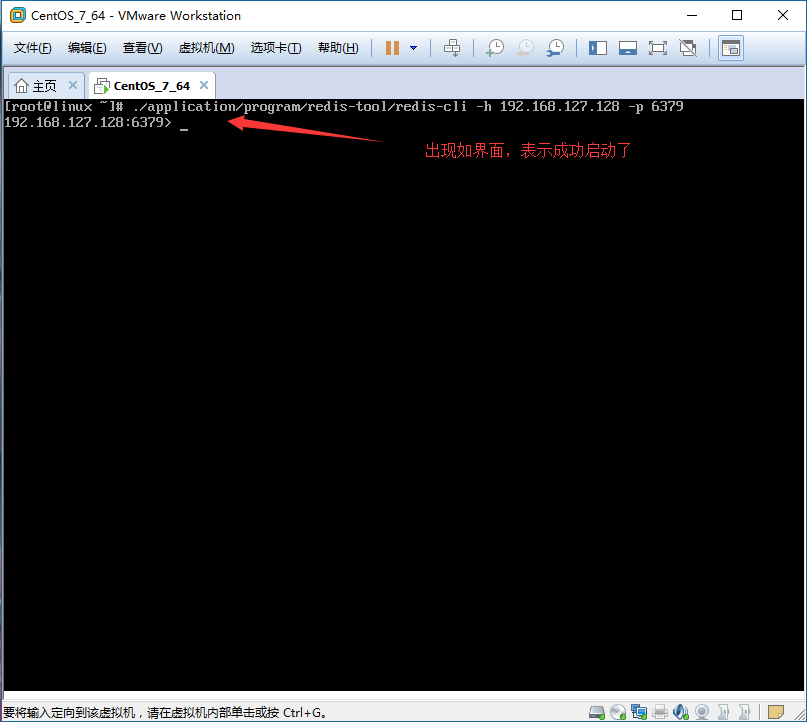 CentOS_7_64 - VMware Workstation
文件(F) 编辑(E) 查看(V) 虚拟机(M) 选项卡(T) 帮助(H)
主页 CentOS_7_64
[root@linux ~]# ./application/program/redis-tool/redis-cli -h 192.168.127.128 -p 6379
192.168.127.128:6379> _
出现如界面，表示成功启动了
要将输入定向到该虚拟机，请在虚拟机内部单击或按 Ctrl+G。